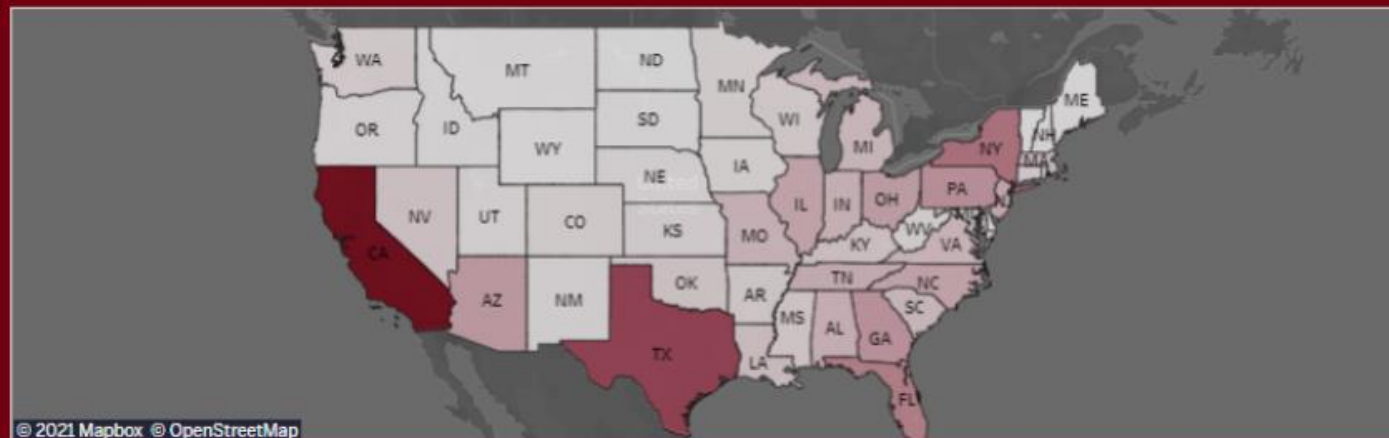 WA
MT
ND
MN
ME
OR
ID
SD
WI
NH
WY
MI
NY
MA
IA
NE
PA
NV
UT
CO
IL
IN
OH
KS
MO
KY
WV
VA
CA
AZ
NM
OK
TN
NC
AR
SC
MS
AL
GA
TX
LA
FL
© 2021 Mapbox © OpenStreetMap